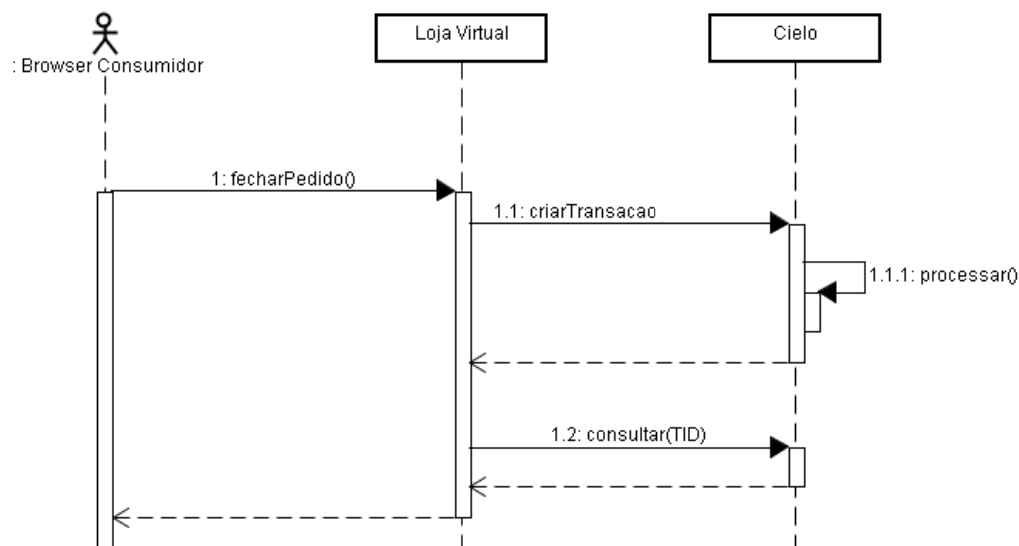 Loja Virtual
Cielo
: Browser Consumidor
1: fecharPedido()
1.1: criarTransacao
1.1.1: processar()
1.2: consultar(TID)